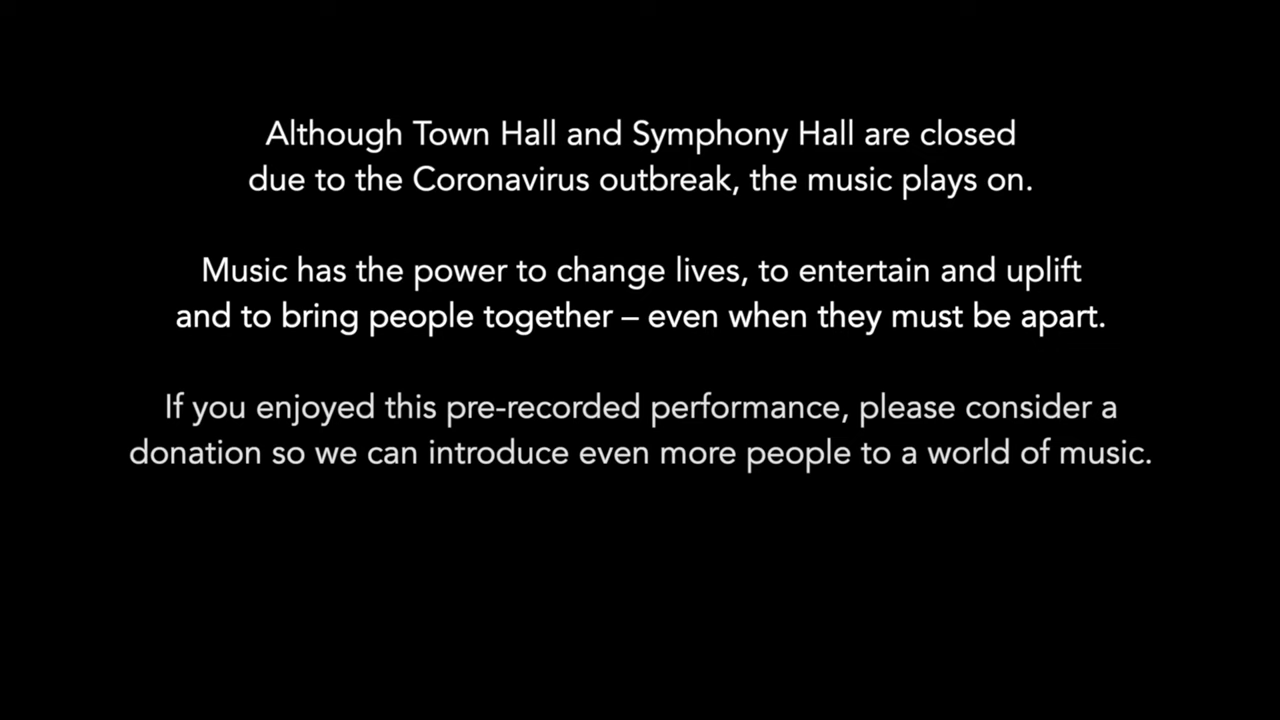 Although Town Hall and Symphony Hall are closed
due to the Coronavirus outbreak, the music plays on.
Music has the power to change lives, to entertain and uplift
and to bring people together – even when they must be apart.
If you enjoyed this pre-recorded performance, please consider a
donation so we can introduce even more people to a world of music.